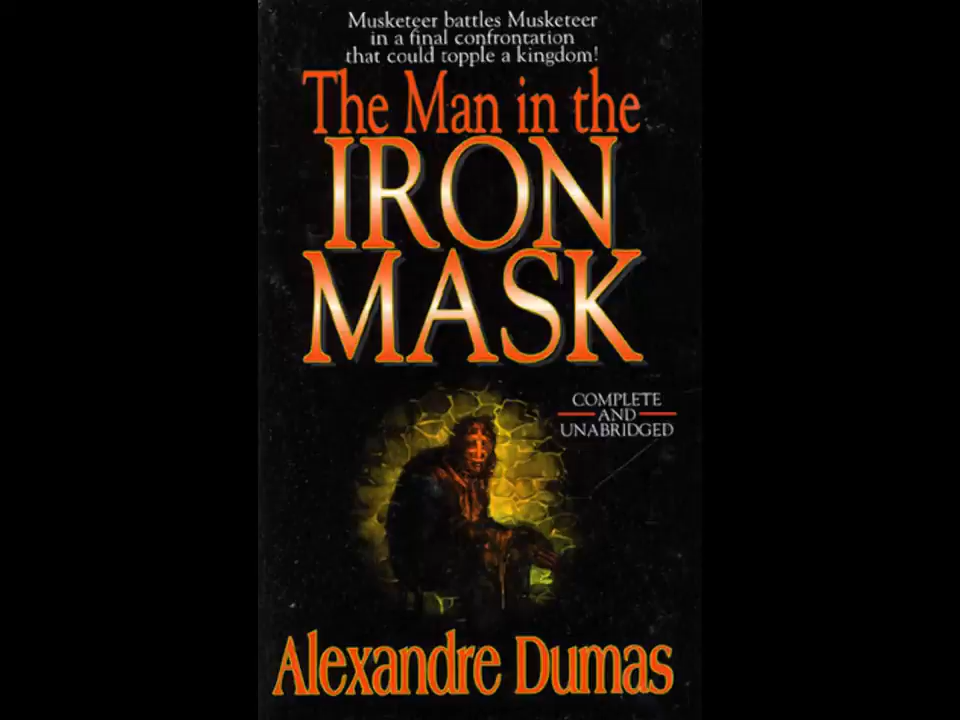 Musketeer battles Musketeer
in a final confrontation
that could topple a kingdom!
The Man in the
IRON
MASK
COMPLETE
AND
UNABRIDGED
Alexandre Dumas